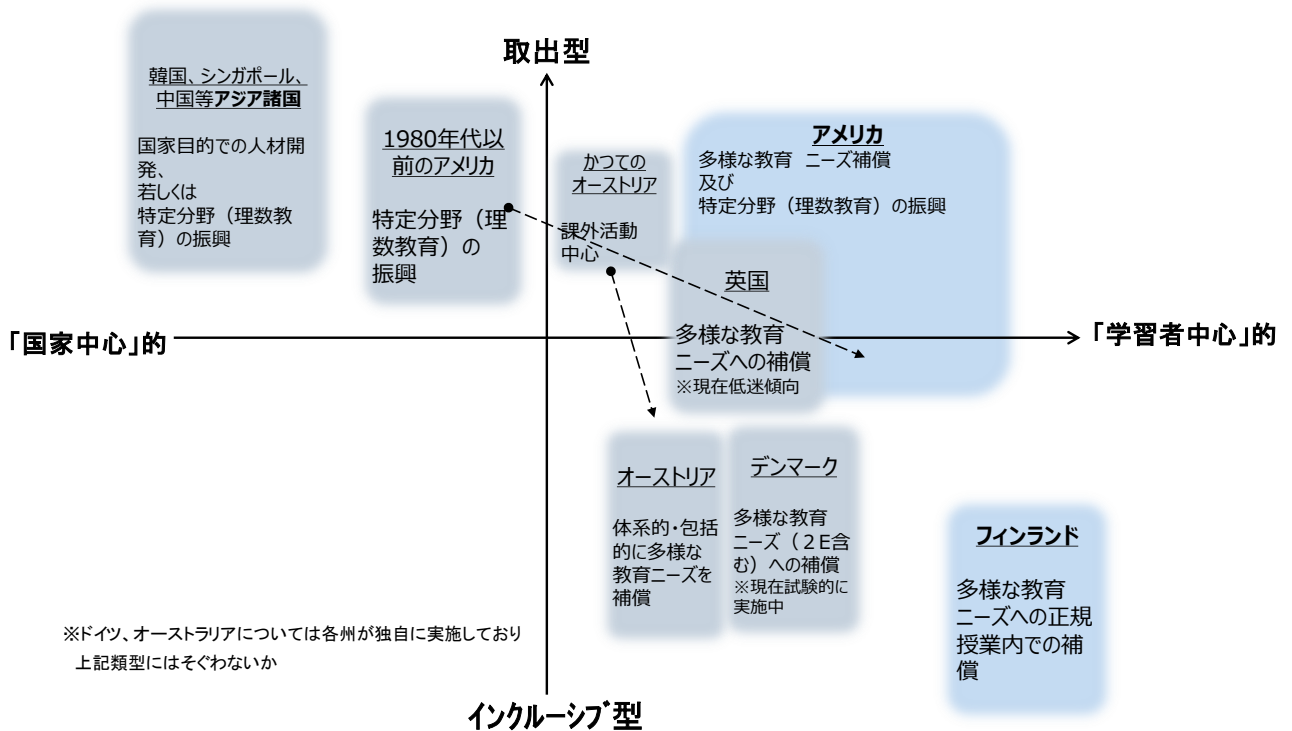 取出型
韓国、シンガポール、
中国等アジア諸国
国家目的での人材開
発、
若しくは
特定分野（理数教
育）の振興
1980年代以
前のアメリカ
特定分野（理
数教育）の
振興
かつての
オーストリア
課外活動
中心
アメリカ
多様な教育　ニーズ補償
及び
特定分野（理数教育）の振興
英国
多様な教育
ニーズへの補償
※現在低迷傾向
「国家中心」的
「学習者中心」的
オーストリア
体系的・包括
的に多様な
教育ニーズを
補償
デンマーク
多様な教育
ニーズ（２E含
む）への補償
※現在試験的に
実施中
フィンランド
多様な教育
ニーズへの正規
授業内での補
償
※ドイツ、オーストラリアについては各州が独自に実施しており
上記類型にはそぐわないか
インクルーシブ型